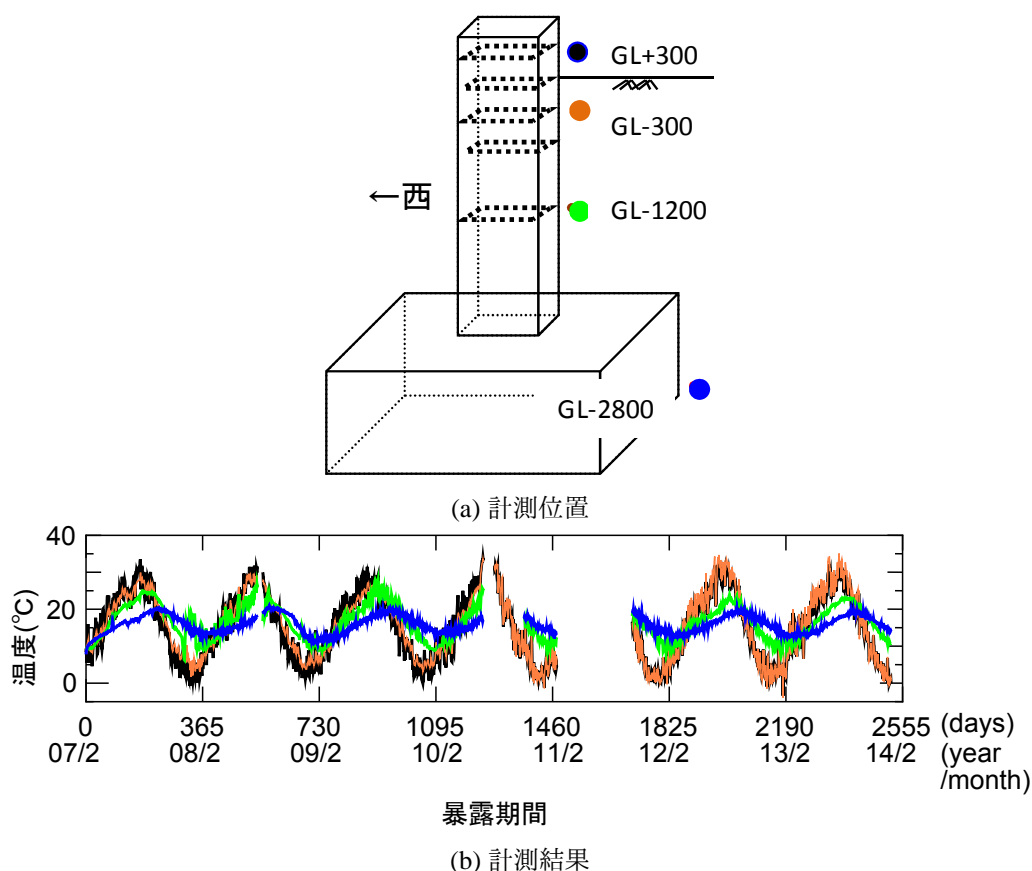 GL+300
GL-300
←西
GL-1200
GL-2800
(a) 計測位置
40
20
0
温度(℃)
0 365 730 1095 1460 1825 2190 2555 (days)
07/2 08/2 09/2 10/2 11/2 12/2 13/2 14/2 (year
/month)
暴露期間
(b) 計測結果